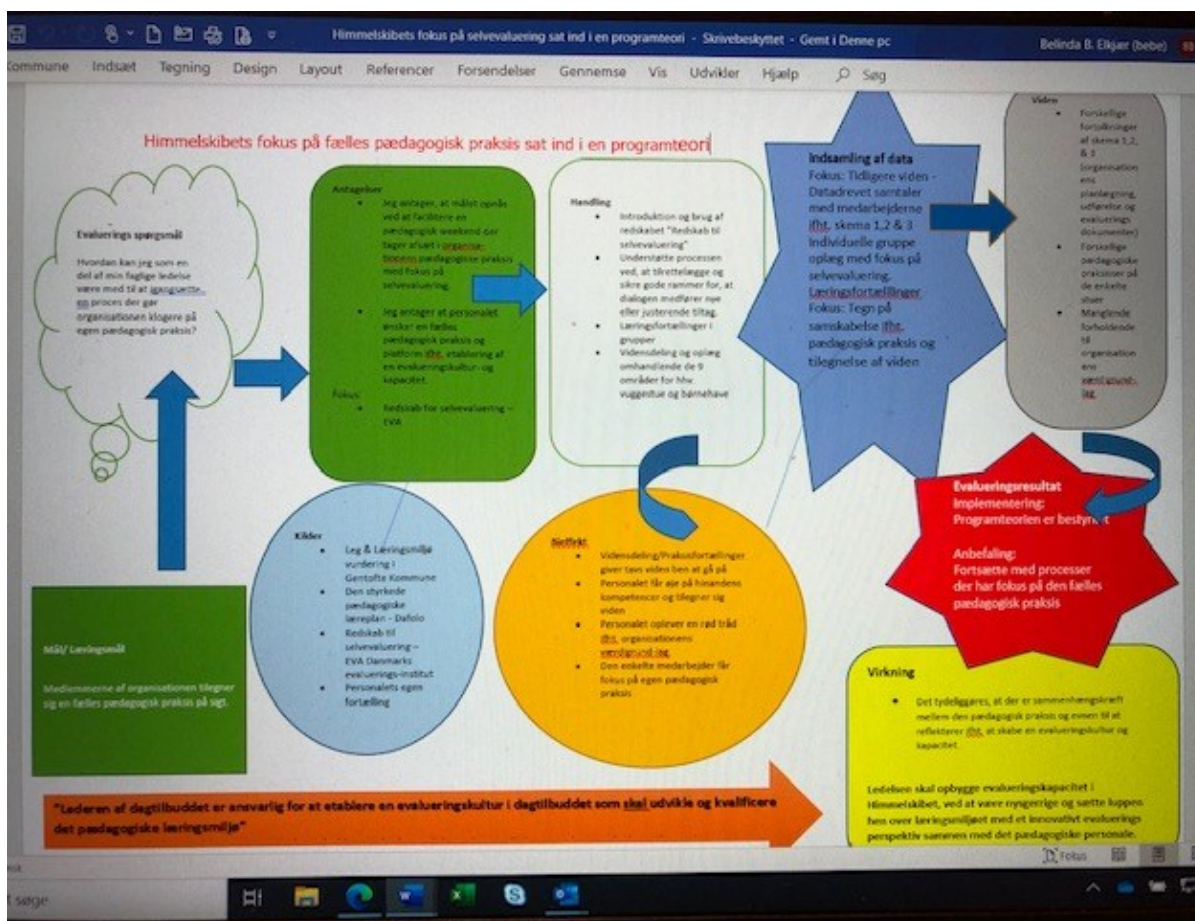 Himmelskibets fokus på selvevaluering sat ind i en programteori - Skrivebeskyttet - Gemt i Denne pc
Belinda B. Elkjær (bebe)
Indsæt Tegning Design Layout Referencer Forsendelser Gennemse Vis Udvikler Hjælp Søg
Himmelskibets fokus på fælles pædagogisk praksis sat ind i en programteori
Evaluerings spørgsmål
Hvordan kan jeg som en
del af min faglige ledelse
være med til at igangsætte
en proces der gør
organisationen klogere på
egen pædagogisk praksis?
Antagelser
Jeg antager, at målet opnås
ved at facilitere en
pædagogisk weekend der
tager afsæt i organisa-
tionens pædagogiske praksis
med fokus på
selvevaluering.
Jeg antager at personalet
ønsker en fælles
pædagogisk praksis og
platform ifht. etablering af
en evalueringskultur- og
kapacitet.
Fokus:
Redskab for selvevaluering –
EVA
Handling
Introduktion og brug af
redskabet "Redskab til
selvevaluering"
Understøtte processen
ved, at tilrettelægge og
sikre gode rammer for, at
dialogen medfører nye
eller justerende tiltag.
Læringsfortællinger i
grupper
Vidensdeling og oplæg
omhandlende de 9
områder for hhv.
vuggestue og børnehave
Indsamling af data
Fokus: Tidligere viden -
Datadrevet samtaler
med medarbejderne
ifht. skema 1,2 & 3
Individuelle gruppe
oplæg med fokus på
selvevaluering.
Læringsfortællinger
Fokus: Tegn på
samskabelse ifht.
pædagogisk praksis og
tilegnelse af viden
Viden
Forskellige
fortolkninger
af skema 1,2,
& 3
(organisation
ens
planlægning,
udførelse og
evaluerings
dokumenter)
Forskellige
pædagogiske
praksisser på
de enkelte
stuer
Manglende
forholdende
til
organisation
ens
værdigrund-
lag.
Mål/ Læringsmål
Medlemmerne af organisationen tilegner
sig en fælles pædagogisk praksis på sigt.
Kilder
Leg & Læringsmiljø
vurdering i
Gentofte Kommune
Den styrkede
pædagogiske
læreplan - Dafolo
Redskab til
selvevaluering –
EVA Danmarks
evaluerings-institut
Personalets egen
fortælling
Vidensdeling/Praksisfortællinger
giver tavs viden ben at gå på
Personalet får øje på hinandens
kompetencer og tilegner sig
viden
Personalet oplever en rød tråd
ifht. organisationens
værdigrund-lag
Den enkelte medarbejder får
fokus på egen pædagogisk
praksis
Evalueringsresultat
Implementering:
Programteorien er
Anbefaling:
Fortsætte med processer
der har fokus på den fælles
pædagogisk praksis
Virkning
Det tydeliggøres, at der er sammenhængskræft
mellem den pædagogisk praksis og evnen til at
reflekterer ifht. at skabe en evalueringskultur og
kapacitet.
Ledelsen skal opbygge evalueringskapacitet i
Himmelskibet, ved at være nysgerrige og sætte luppen
hen over læringsmiljøet med et innovativt evaluerings
perspektiv sammen med det pædagogiske personale.
"Lederen af dagtilbuddet er ansvarlig for at etablere en evalueringskultur i dagtilbuddet som skal udvikle og kvalificere
det pædagogiske læringsmiljø"
Fokus
søge